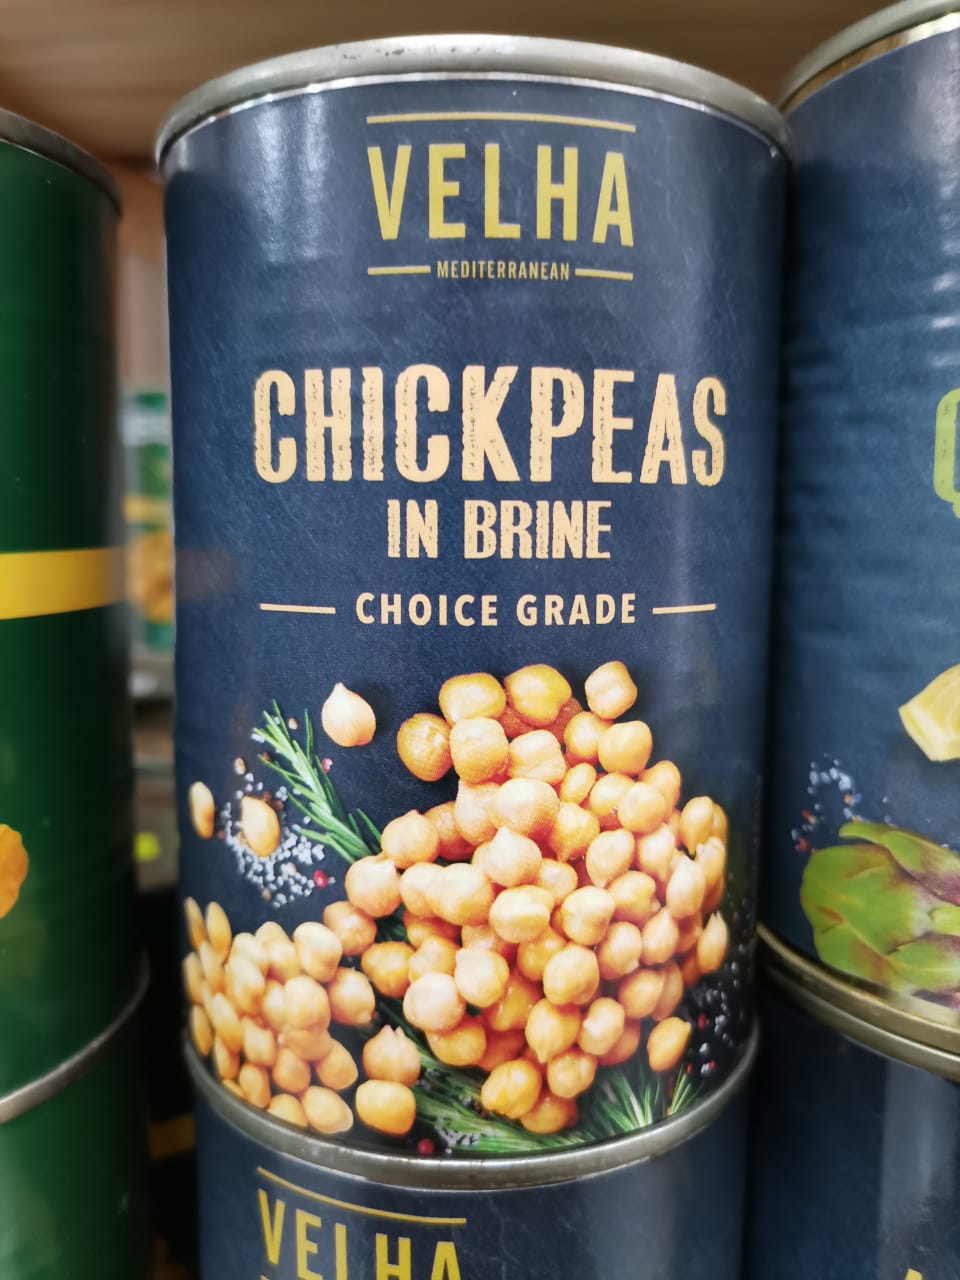 VELHA
MEDITERRANEAN
CHICKPEAS
IN BRINE
CHOICE GRADE
VELHA